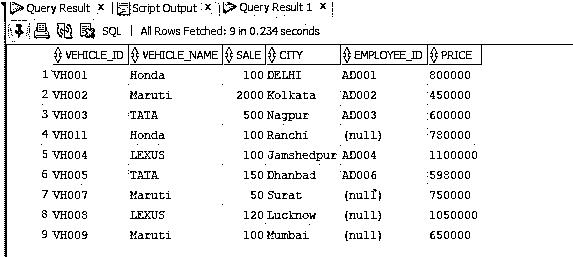 Query Result × Script Output × Query Result 1 ×
SQL | All Rows Fetched: 9 in 0.234 seconds
VEHICLE_ID VEHICLE_NAME SALE CITY EMPLOYEE_ID PRICE
1 VH001 Honda 100 DELHI AD001 800000
2 VH002 Maruti 2000 Kolkata AD002 450000
3 VH003 TATA 500 Nagpur AD003 600000
4 VH011 Honda 100 Ranchi (null) 780000
5 VH004 LEXUS 100 Jamshedpur AD004 1100000
6 VH005 TATA 150 Dhanbad AD006 598000
7 VH007 Maruti 50 Surat (null) 750000
8 VH008 LEXUS 120 Lucknow (null) 1050000
9 VH009 Maruti 100 Mumbai (null) 650000